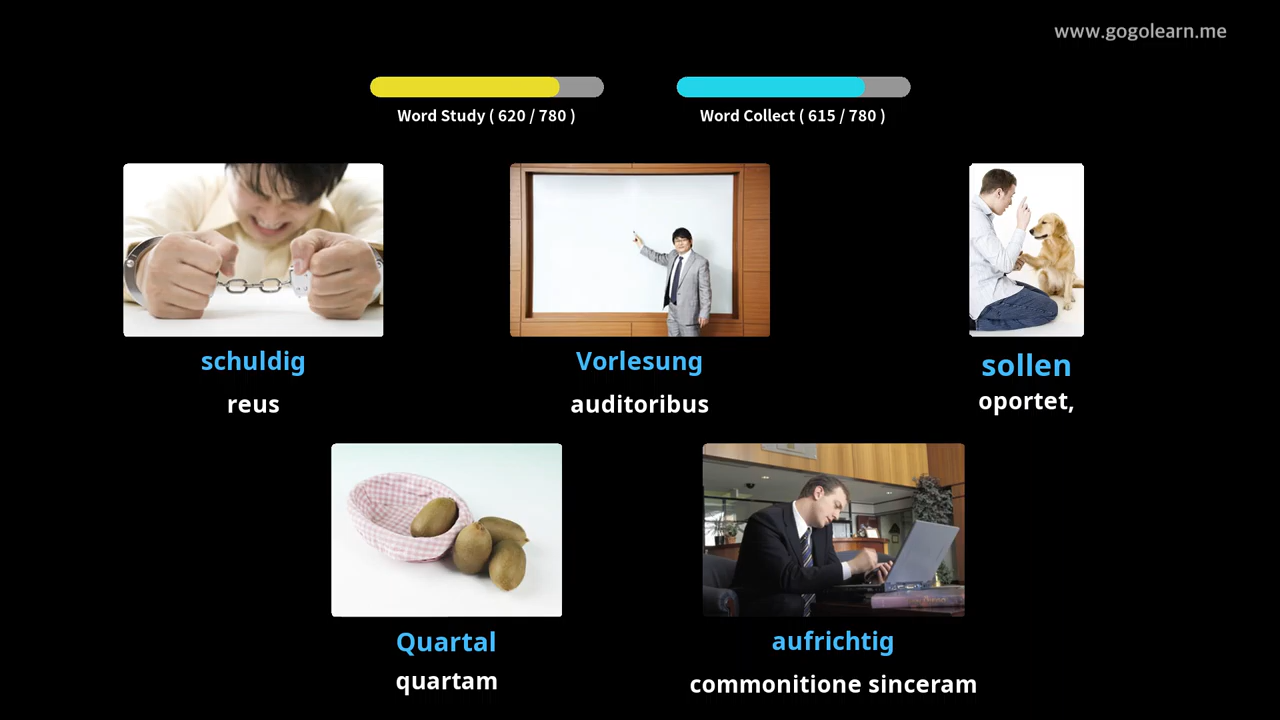 www.gogolearn.me
Word Study ( 620 / 780 )
Word Collect ( 615 / 780 )
schuldig
reus
Vorlesung
auditoribus
sollen
oportet,
Quartal
quartam
aufrichtig
commonitione sinceram